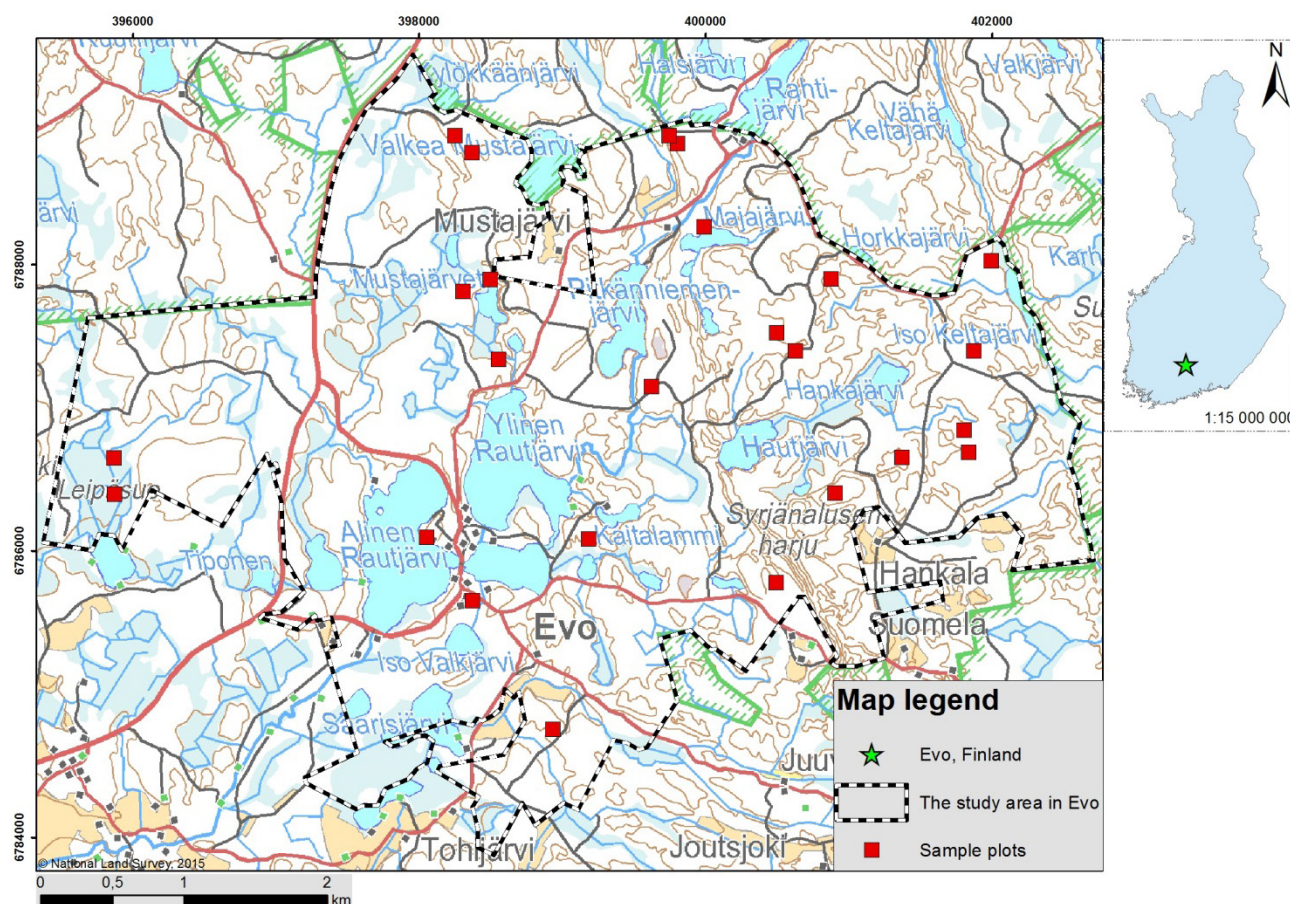 396000 398000 400000 402000
N
Kylökkäänjärvi
Halsjärvi
Rahti-
järvi
Valkjärvi
Vähä
Keltajärvi
Valkea Mustajärvi
järvi
Mustajärvi
Majajärvi
Horkkajärvi
Karh
6788000
Mustajärvet
järvi
Su
Iso Keltajärvi
Hankajärvi
Ylinen
Rautjärvi
Hautjärvi
ki
Leipäsuo
Syrjänalusen
harju
1:15 000 000
Alinen
Rautjärvi
Kaitalammi
6786000
Tiponen
Hankala
Evo
Suomela
Iso Valkjärvi
Saarisjärvi
Juuv
6784000
Tohijärvi
Joutsjoki
Map legend
Evo, Finland
The study area in Evo
Sample plots
© National Land Survey, 2015
0 0,5 1 2
km